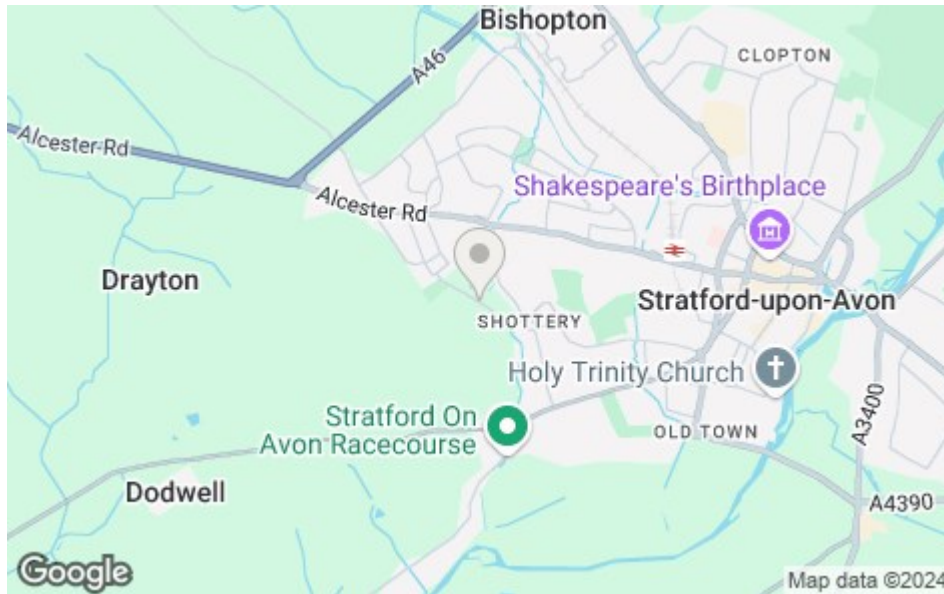 Bishopton
CLOPTON
A46
Alcester Rd
Alcester Rd
Shakespeare's Birthplace
Drayton
Stratford-upon-Avon
SHOTTERY
Holy Trinity Church
Stratford On
Avon Racecourse
OLD TOWN
A3400
Dodwell
A4390
Google
Map data ©2024